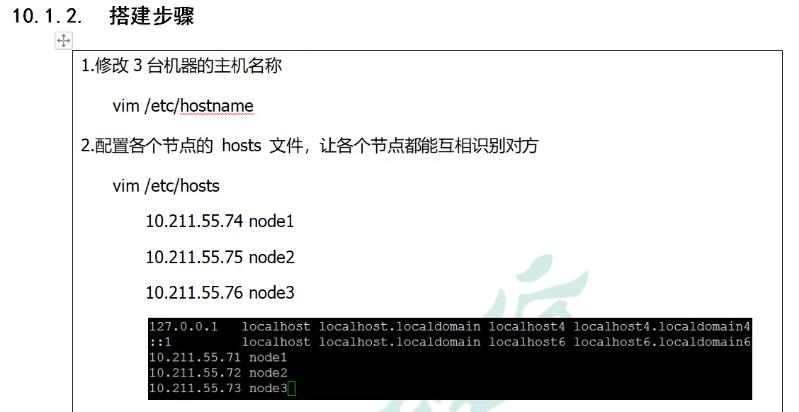 10.1.2. 搭建步骤
1.修改 3 台机器的主机名称
vim /etc/hostname
2.配置各个节点的 hosts 文件，让各个节点都能互相识别对方
vim /etc/hosts
10.211.55.74 node1
10.211.55.75 node2
10.211.55.76 node3
127.0.0.1 localhost localhost.localdomain localhost4 localhost4.localdomain4
::1 localhost localhost.localdomain localhost6 localhost6.localdomain6
10.211.55.71 node1
10.211.55.72 node2
10.211.55.73 node3